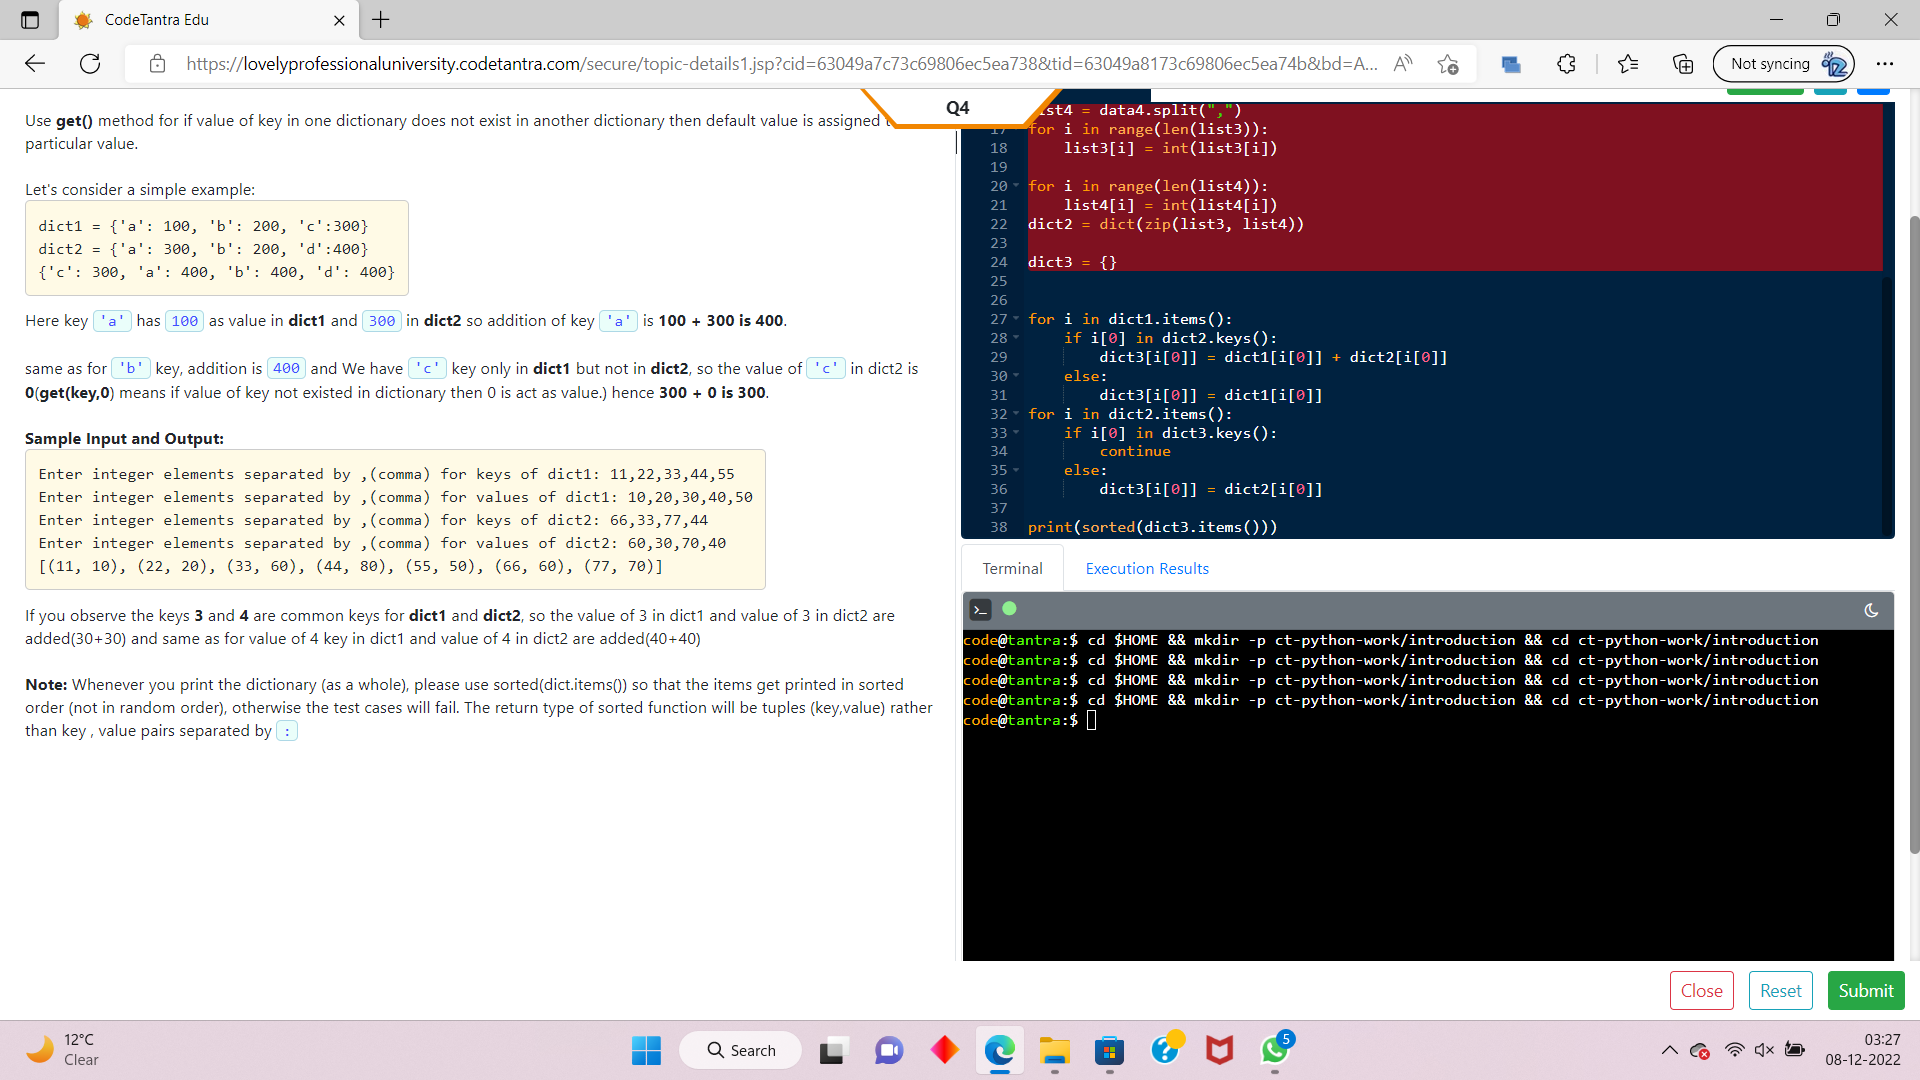 CodeTantra Edu
https://lovelyprofessionaluniversity.codetantra.com/secure/topic-details1.jsp?cid=63049a7c73c69806ec5ea738&tid=63049a8173c69806ec5ea74b&bd=A...
Not syncing
Q4
Use get() method for if value of key in one dictionary does not exist in another dictionary then default value is assigned
particular value.
Let's consider a simple example:
dict1 = {'a': 100, 'b': 200, 'c':300}
dict2 = {'a': 300, 'b': 200, 'd':400}
{'c': 300, 'a': 400, 'b': 400, 'd': 400}
Here key 'a' has 100 as value in dict1 and 300 in dict2 so addition of key 'a' is 100 + 300 is 400.
same as for 'b' key, addition is 400 and We have 'c' key only in dict1 but not in dict2, so the value of 'c' in dict2 is
0(get(key,0) means if value of key not existed in dictionary then 0 is act as value.) hence 300 + 0 is 300.
Sample Input and Output:
Enter integer elements separated by ,(comma) for keys of dict1: 11,22,33,44,55
Enter integer elements separated by ,(comma) for values of dict1: 10,20,30,40,50
Enter integer elements separated by ,(comma) for keys of dict2: 66,33,77,44
Enter integer elements separated by ,(comma) for values of dict2: 60,30,70,40
[(11, 10), (22, 20), (33, 60), (44, 80), (55, 50), (66, 60), (77, 70)]
If you observe the keys 3 and 4 are common keys for dict1 and dict2, so the value of 3 in dict1 and value of 3 in dict2 are
added(30+30) and same as for value of 4 key in dict1 and value of 4 in dict2 are added(40+40)
Note: Whenever you print the dictionary (as a whole), please use sorted(dict.items()) so that the items get printed in sorted
order (not in random order), otherwise the test cases will fail. The return type of sorted function will be tuples (key,value) rather
than key , value pairs separated by :
ist4 = data4.split(",")
17 for i in range(len(list3)):
18 list3[i] = int(list3[i])
19
20 for i in range(len(list4)):
21 list4[i] = int(list4[i])
22 dict2 = dict(zip(list3, list4))
23
24 dict3 = {}
25
26
27 for i in dict1.items():
28 if i[0] in dict2.keys():
29 dict3[i[0]] = dict1[i[0]] + dict2[i[0]]
30 else:
31 dict3[i[0]] = dict1[i[0]]
32 for i in dict2.items():
33 if i[0] in dict3.keys():
34 continue
35 else:
36 dict3[i[0]] = dict2[i[0]]
37
38 print(sorted(dict3.items()))
Terminal Execution Results
code@tantra:$ cd $HOME && mkdir -p ct-python-work/introduction && cd ct-python-work/introduction
code@tantra:$ cd $HOME && mkdir -p ct-python-work/introduction && cd ct-python-work/introduction
code@tantra:$ cd $HOME && mkdir -p ct-python-work/introduction && cd ct-python-work/introduction
code@tantra:$ cd $HOME && mkdir -p ct-python-work/introduction && cd ct-python-work/introduction
code@tantra:$
Close Reset Submit
12°C
Clear
Search
5
03:27
08-12-2022